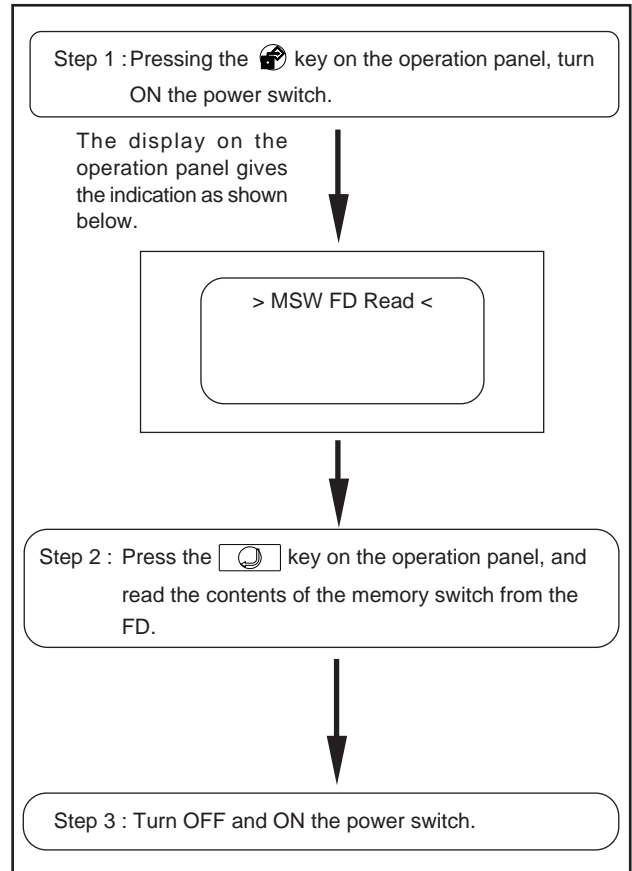 Step 1 : Pressing the key on the operation panel, turn
ON the power switch.
The display on the
operation panel gives
the indication as shown
below.
> MSW FD Read <
Step 2 : Press the key on the operation panel, and
read the contents of the memory switch from the
FD.
Step 3 : Turn OFF and ON the power switch.